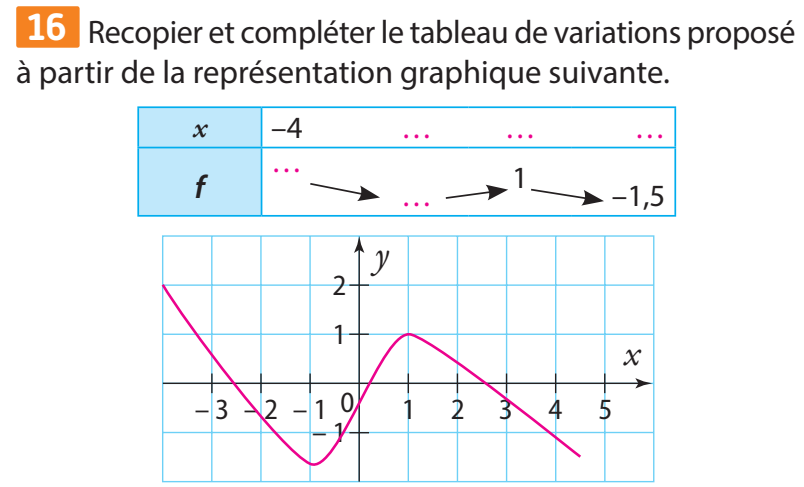 16 Recopier et compléter le tableau de variations proposé
à partir de la représentation graphique suivante.
x –4 … … …
f … … 1 –1,5
y
2
1
x
–3 –2 –1 0 1 2 3 4 5
–1